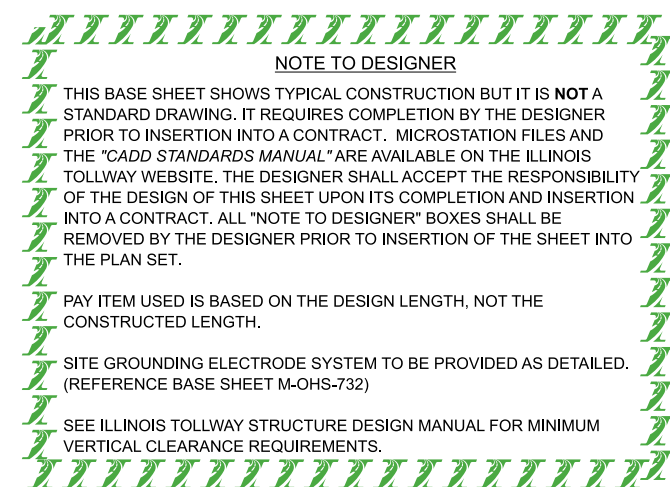 NOTE TO DESIGNER
THIS BASE SHEET SHOWS TYPICAL CONSTRUCTION BUT IT IS NOT A
STANDARD DRAWING. IT REQUIRES COMPLETION BY THE DESIGNER
PRIOR TO INSERTION INTO A CONTRACT. MICROSTATION FILES AND
THE "CADD STANDARDS MANUAL" ARE AVAILABLE ON THE ILLINOIS
TOLLWAY WEBSITE. THE DESIGNER SHALL ACCEPT THE RESPONSIBILITY
OF THE DESIGN OF THIS SHEET UPON ITS COMPLETION AND INSERTION
INTO A CONTRACT. ALL "NOTE TO DESIGNER" BOXES SHALL BE
REMOVED BY THE DESIGNER PRIOR TO INSERTION OF THE SHEET INTO
THE PLAN SET.
PAY ITEM USED IS BASED ON THE DESIGN LENGTH, NOT THE
CONSTRUCTED LENGTH.
SITE GROUNDING ELECTRODE SYSTEM TO BE PROVIDED AS DETAILED.
(REFERENCE BASE SHEET M-OHS-732)
SEE ILLINOIS TOLLWAY STRUCTURE DESIGN MANUAL FOR MINIMUM
VERTICAL CLEARANCE REQUIREMENTS.